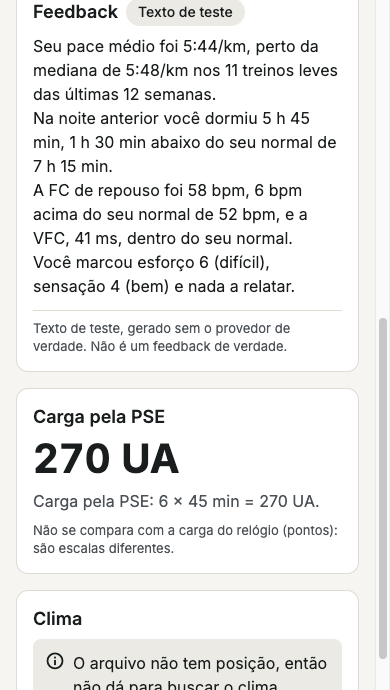 Feedback Texto de teste
Seu pace médio foi 5:44/km, perto da
mediana de 5:48/km nos 11 treinos leves
das últimas 12 semanas.
Na noite anterior você dormiu 5 h 45
min, 1 h 30 min abaixo do seu normal de
7 h 15 min.
A FC de repouso foi 58 bpm, 6 bpm
acima do seu normal de 52 bpm, e a
VFC, 41 ms, dentro do seu normal.
Você marcou esforço 6 (difícil),
sensação 4 (bem) e nada a relatar.
Texto de teste, gerado sem o provedor de
verdade. Não é um feedback de verdade.
Carga pela PSE
270 UA
Carga pela PSE: 6 × 45 min = 270 UA.
Não se compara com a carga do relógio (pontos):
são escalas diferentes.
Clima
O arquivo não tem posição, então
não dá para buscar o clima